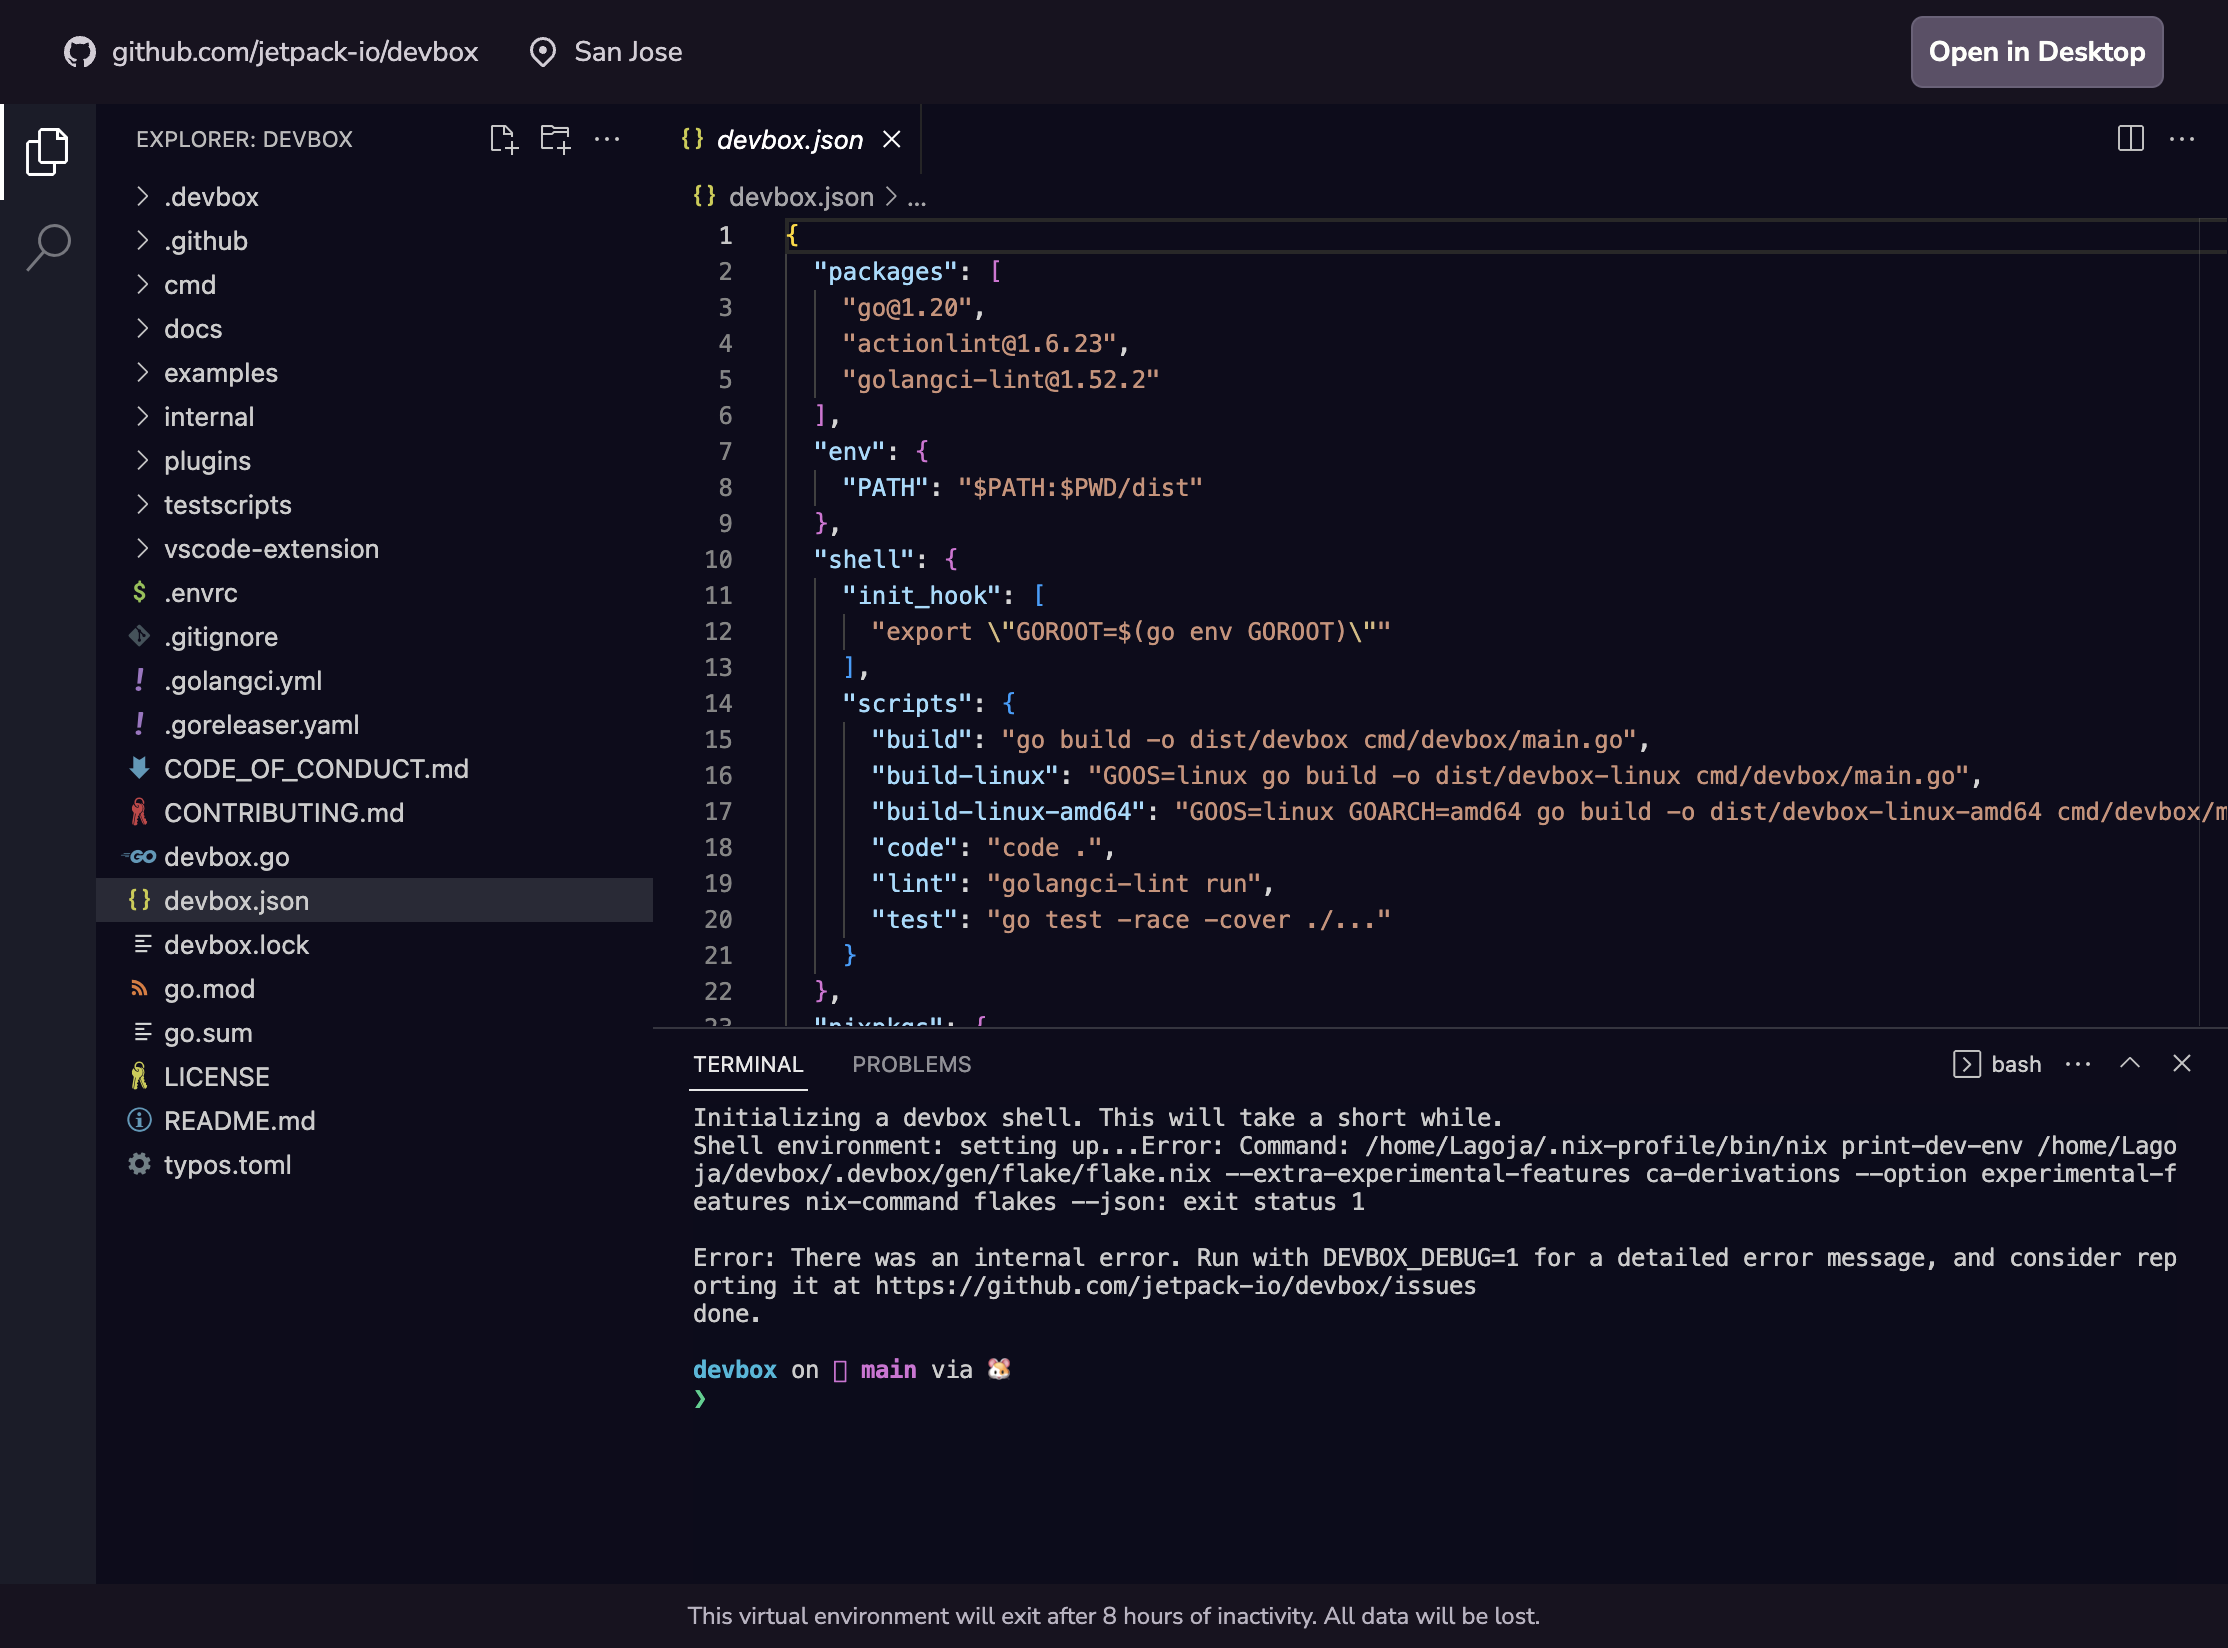 github.com/jetpack-io/devbox
San Jose
Open in Desktop
EXPLORER: DEVBOX
.devbox
.github
cmd
docs
examples
internal
plugins
testscripts
vscode-extension
$ .envrc
.gitignore
! .golangci.yml
! .goreleaser.yaml
CODE_OF_CONDUCT.md
CONTRIBUTING.md
GO devbox.go
{} devbox.json
devbox.lock
go.mod
go.sum
LICENSE
README.md
typos.toml
{} devbox.json
{} devbox.json > ...
1 {
2 "packages": [
3 "go@1.20",
4 "actionlint@1.6.23",
5 "golangci-lint@1.52.2"
6 ],
7 "env": {
8 "PATH": "$PATH:$PWD/dist"
9 },
10 "shell": {
11 "init_hook": [
12 "export \"GOROOT=$(go env GOROOT)\""
13 ],
14 "scripts": {
15 "build": "go build -o dist/devbox cmd/devbox/main.go",
16 "build-linux": "GOOS=linux go build -o dist/devbox-linux cmd/devbox/main.go",
17 "build-linux-amd64": "GOOS=linux GOARCH=amd64 go build -o dist/devbox-linux-amd64 cmd/devbox/m
18 "code": "code .",
19 "lint": "golangci-lint run",
20 "test": "go test -race -cover ./..."
21 }
22 },
23 "nixpkgs": {
TERMINAL
PROBLEMS
bash
Initializing a devbox shell. This will take a short while.
Shell environment: setting up...Error: Command: /home/Lagoja/.nix-profile/bin/nix print-dev-env /home/Lago
ja/devbox/.devbox/gen/flake/flake.nix --extra-experimental-features ca-derivations --option experimental-f
eatures nix-command flakes --json: exit status 1
Error: There was an internal error. Run with DEVBOX_DEBUG=1 for a detailed error message, and consider rep
orting it at https://github.com/jetpack-io/devbox/issues
done.
devbox on main via 🐹
❯
This virtual environment will exit after 8 hours of inactivity. All data will be lost.